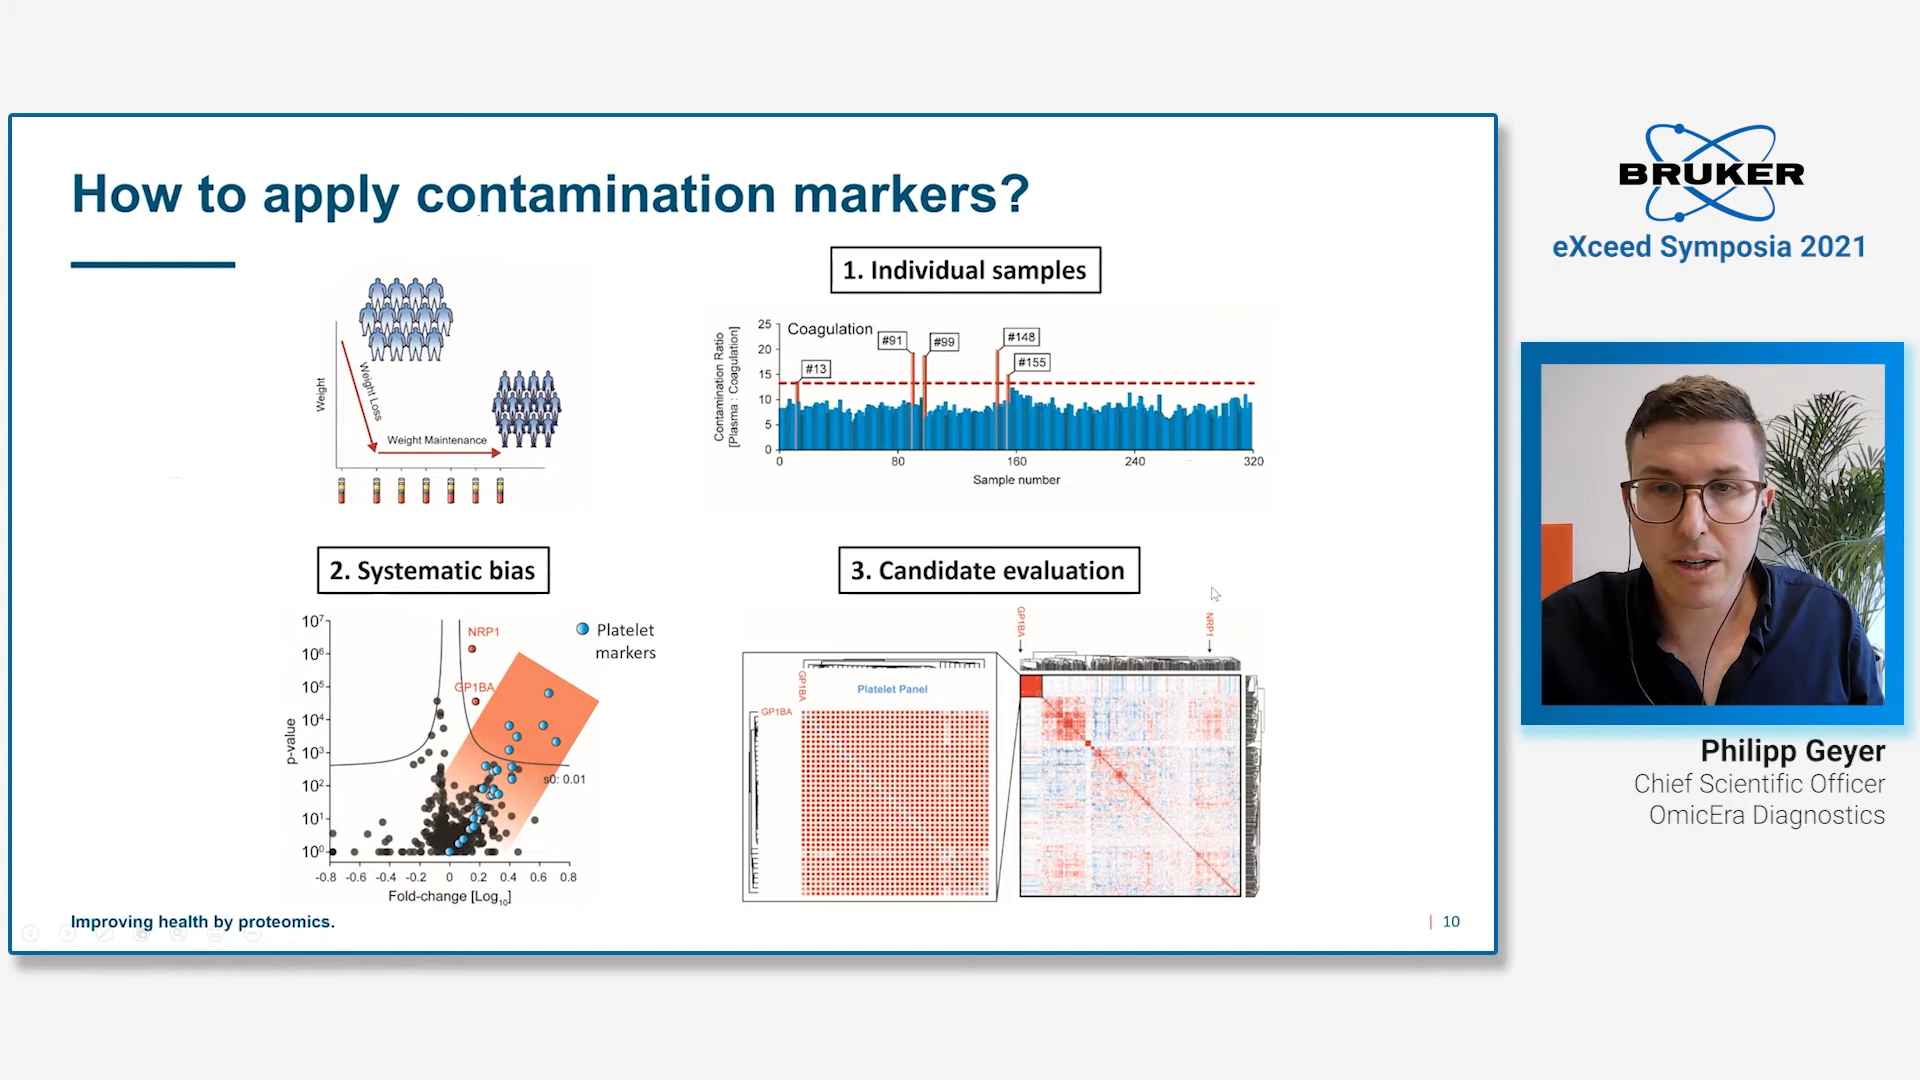 How to apply contamination markers?
Weight
Weight Loss
Weight Maintenance
1. Individual samples
Contamination Ratio
[Plasma : Coagulation]
25
20
15
10
5
0
Coagulation
#13
#91
#99
#148
#155
0 80 160 240 320
Sample number
2. Systematic bias
p-value
10⁷
10⁶
10⁵
10⁴
10³
10²
10¹
10⁰
NRP1
GP1BA
Platelet
markers
s0: 0.01
-0.8 -0.6 -0.4 -0.2 0 0.2 0.4 0.6 0.8
Fold-change [Log₁₀]
3. Candidate evaluation
GP1BA
Platelet Panel
GP1BA
GP1BA
NRP1
Improving health by proteomics.
| 10
BRUKER
eXceed Symposia 2021
Philipp Geyer
Chief Scientific Officer
OmicEra Diagnostics